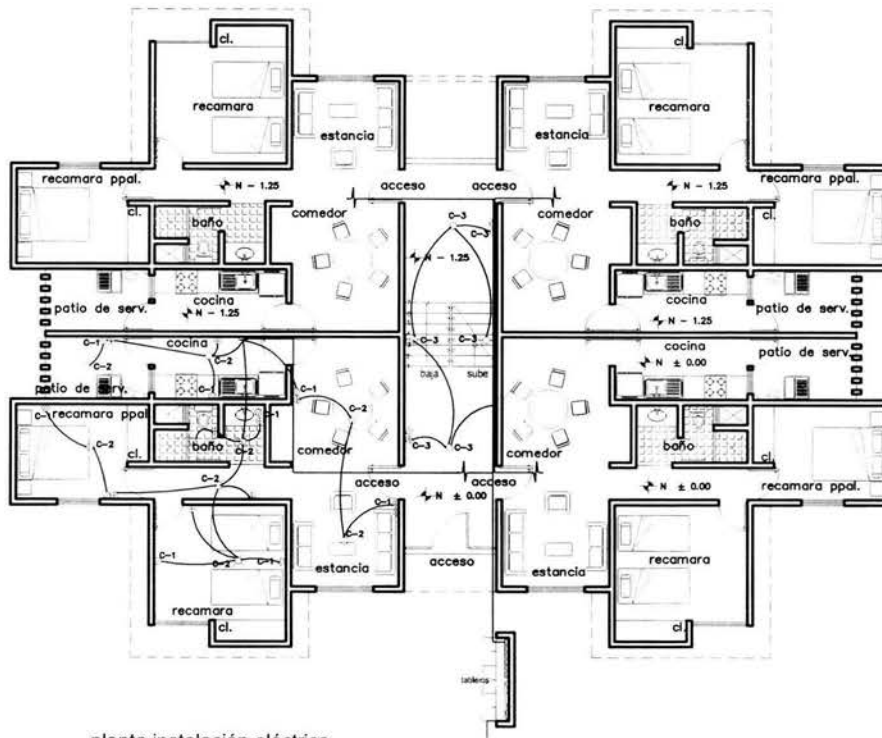 cl.
cl.
recamara
recamara
estancia
estancia
recamara ppal.
recamara ppal.
N - 1.25
acceso
acceso
N - 1.25
cl.
cl.
baño
comedor
C-3
comedor
baño
C-3
N - 1.25
patio de serv.
cocina
cocina
patio de serv.
N - 1.25
N - 1.25
C-1
cocina
C-3
C-3
cocina
patio de serv.
C-2
C-2
N ± 0.00
patio de serv.
C-1
baja
sube
C-1
recamara ppal.
C-1
C-2
C-2
baño
comedor
C-3
C-3
comedor
baño
cl.
cl.
C-2
acceso
acceso
N ± 0.00
recamara ppal.
N ± 0.00
C-1
C-2
C-1
C-2
C-1
estancia
acceso
estancia
recamara
recamara
cl.
cl.
tableros
planta instalación eléctrica